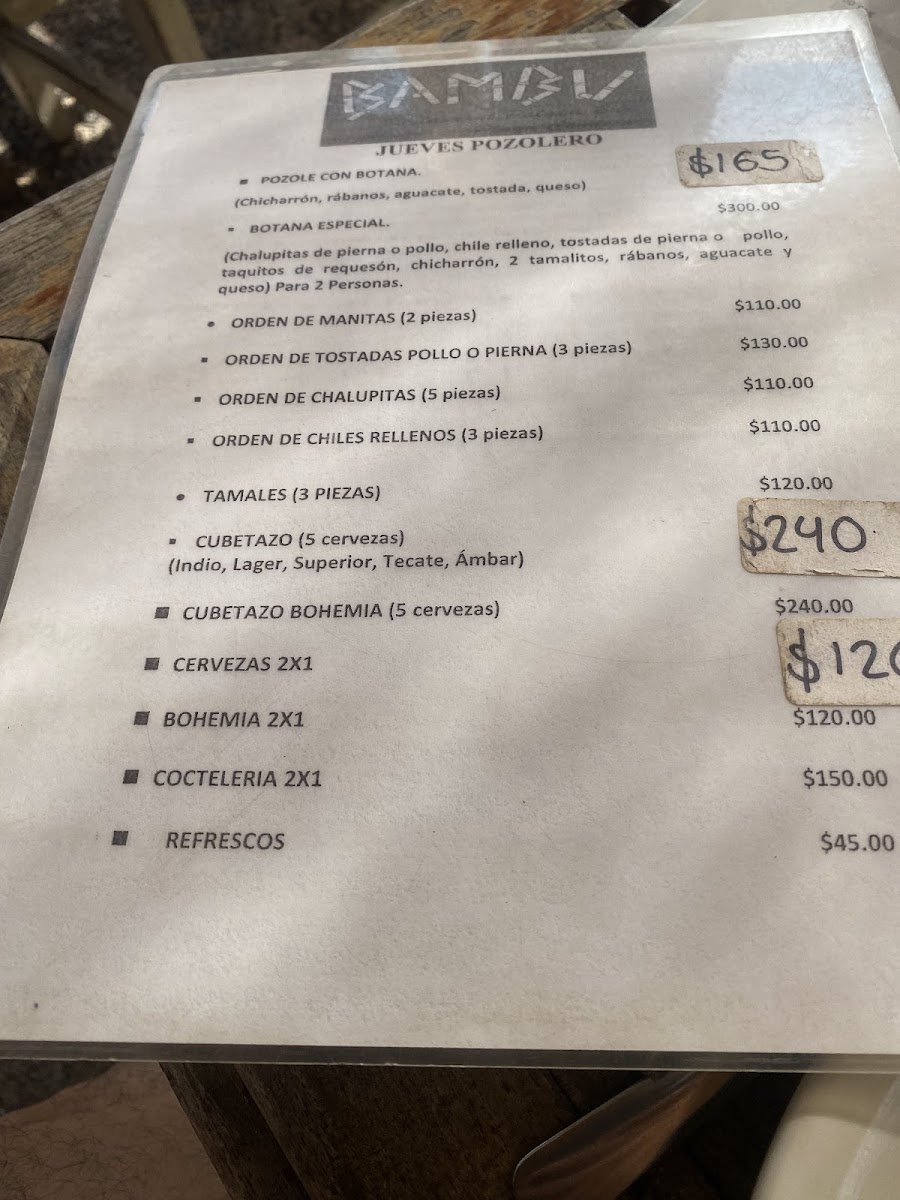 BAMBU
JUEVES POZOLERO
▪ POZOLE CON BOTANA. $165
(Chicharrón, rábanos, aguacate, tostada, queso)
▪ BOTANA ESPECIAL. $300.00
(Chalupitas de pierna o pollo, chile relleno, tostadas de pierna o pollo,
taquitos de requesón, chicharrón, 2 tamalitos, rábanos, aguacate y
queso) Para 2 Personas.
• ORDEN DE MANITAS (2 piezas) $110.00
▪ ORDEN DE TOSTADAS POLLO O PIERNA (3 piezas) $130.00
▪ ORDEN DE CHALUPITAS (5 piezas) $110.00
▪ ORDEN DE CHILES RELLENOS (3 piezas) $110.00
• TAMALES (3 PIEZAS) $120.00
▪ CUBETAZO (5 cervezas) $240
(Indio, Lager, Superior, Tecate, Ámbar)
▪ CUBETAZO BOHEMIA (5 cervezas) $240.00
▪ CERVEZAS 2X1 $120
▪ BOHEMIA 2X1 $120.00
▪ COCTELERIA 2X1 $150.00
▪ REFRESCOS $45.00